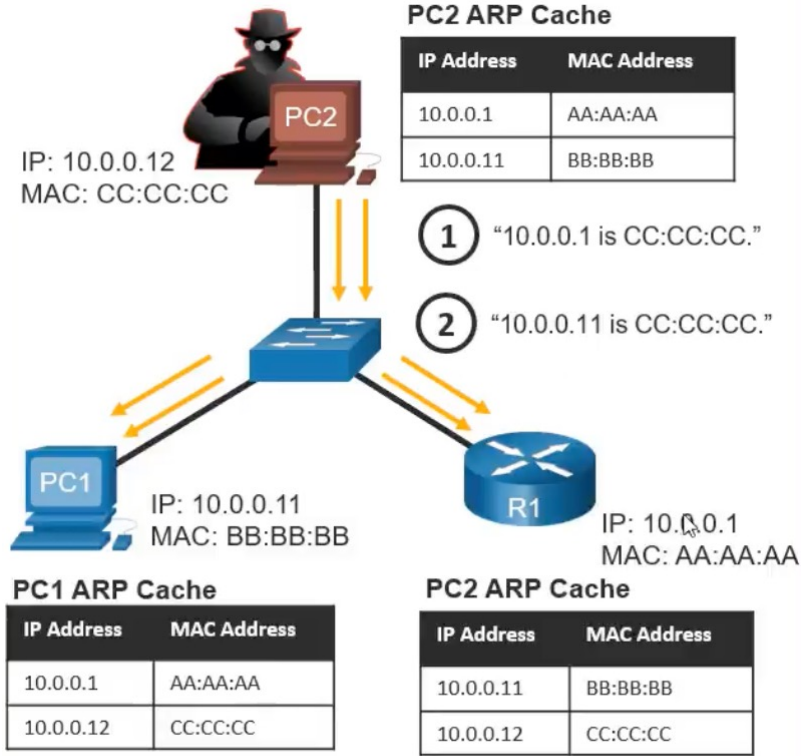 PC2 ARP Cache
IP Address MAC Address
10.0.0.1 AA:AA:AA
10.0.0.11 BB:BB:BB
PC2
IP: 10.0.0.12
MAC: CC:CC:CC
1 “10.0.0.1 is CC:CC:CC.”
2 “10.0.0.11 is CC:CC:CC.”
PC1
IP: 10.0.0.11
MAC: BB:BB:BB
R1
IP: 10.0.0.1
MAC: AA:AA:AA
PC1 ARP Cache
IP Address MAC Address
10.0.0.1 AA:AA:AA
10.0.0.12 CC:CC:CC
PC2 ARP Cache
IP Address MAC Address
10.0.0.11 BB:BB:BB
10.0.0.12 CC:CC:CC